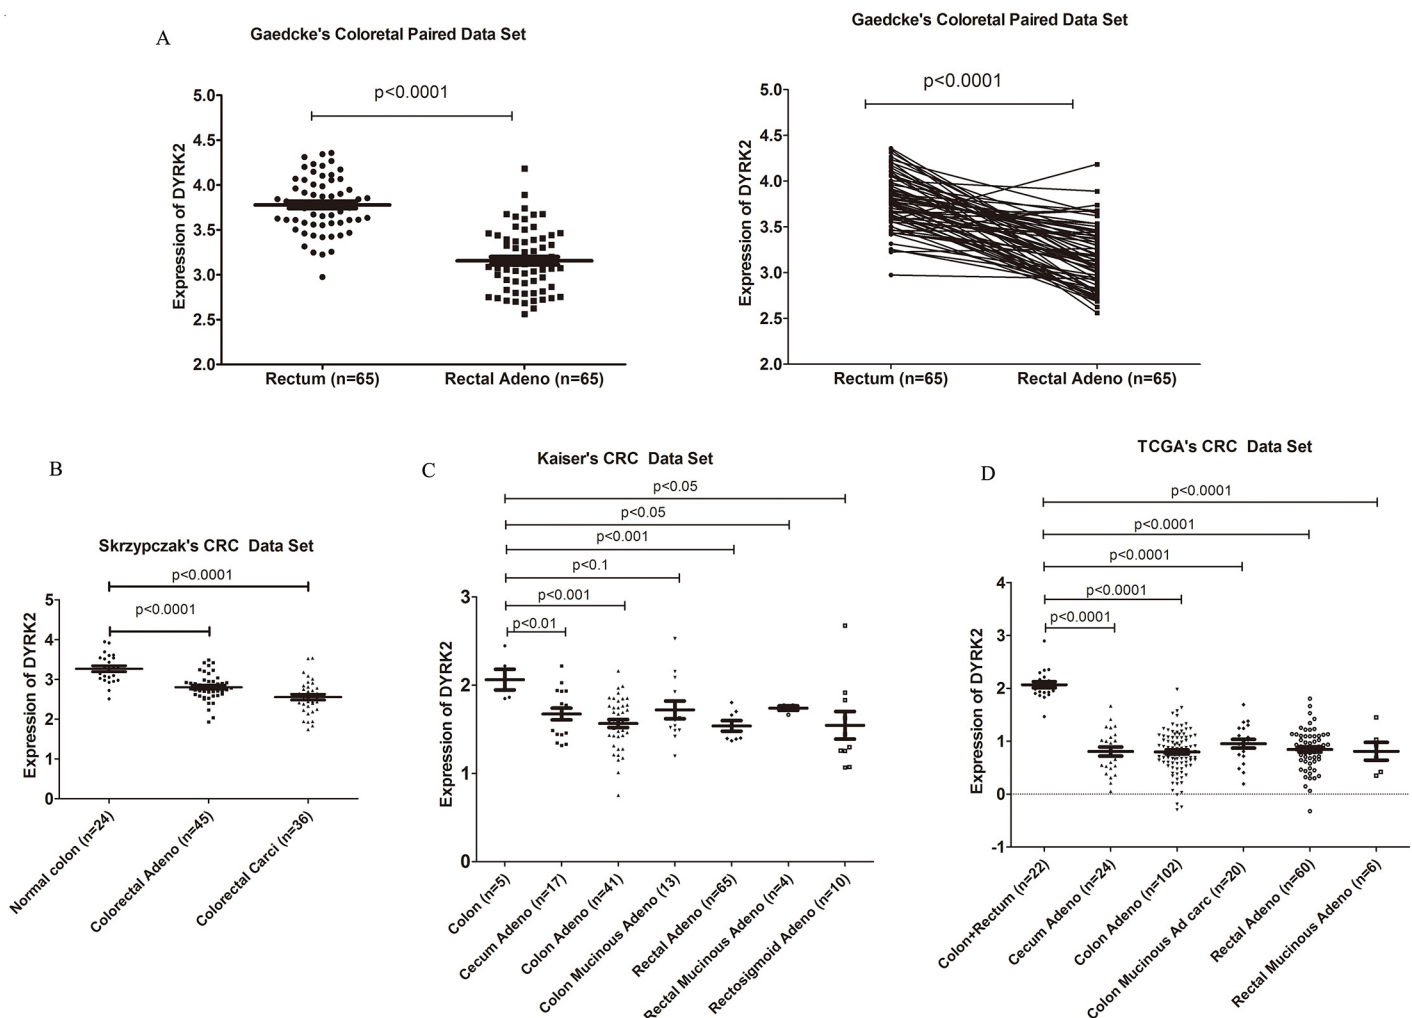 A
Gaedcke's Coloretal Paired Data Set
p<0.0001
Expression of DYRK2
5.0
4.5
4.0
3.5
3.0
2.5
2.0
Rectum (n=65)
Rectal Adeno (n=65)
Gaedcke's Coloretal Paired Data Set
p<0.0001
Expression of DYRK2
5.0
4.5
4.0
3.5
3.0
2.5
2.0
Rectum (n=65)
Rectal Adeno (n=65)
B
Skrzypczak's CRC Data Set
p<0.0001
p<0.0001
Expression of DYRK2
5
4
3
2
1
0
Normal colon (n=24)
Colorectal Adeno (n=45)
Colorectal Carci (n=36)
C
Kaiser's CRC Data Set
p<0.05
p<0.05
p<0.001
p<0.1
p<0.001
p<0.01
Expression of DYRK2
3
2
1
0
Colon (n=5)
Cecum Adeno (n=17)
Colon Adeno (n=41)
Colon Mucinous Adeno (13)
Rectal Adeno (n=65)
Rectal Mucinous Adeno (n=4)
Rectosigmoid Adeno (n=10)
D
TCGA's CRC Data Set
p<0.0001
p<0.0001
p<0.0001
p<0.0001
p<0.0001
Expression of DYRK2
4
3
2
1
0
-1
Colon+Rectum (n=22)
Cecum Adeno (n=24)
Colon Adeno (n=102)
Colon Mucinous Ad carc (n=20)
Rectal Adeno (n=60)
Rectal Mucinous Adeno (n=6)